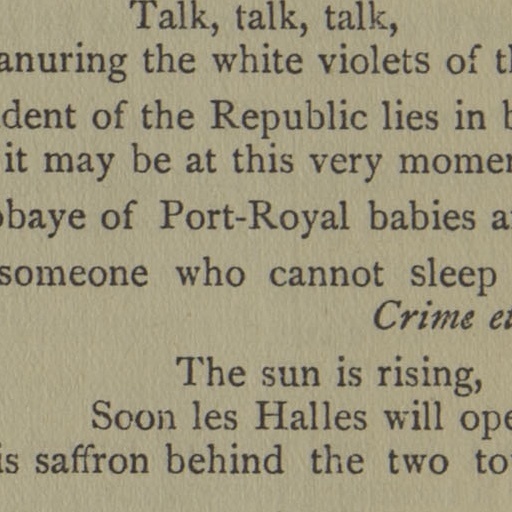 Talk, talk, talk,
anuring the white violets of th
dent of the Republic lies in b
it may be at this very momen
baye of Port-Royal babies a
someone who cannot sleep
Crime et
The sun is rising,
Soon les Halles will ope
is saffron behind the two to